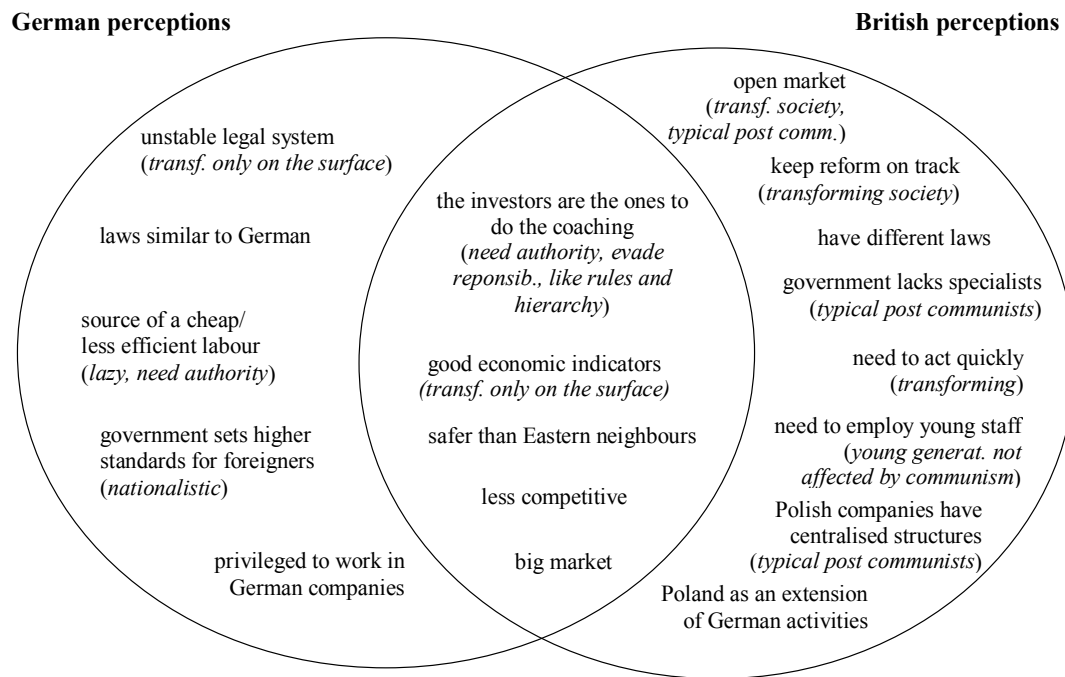 German perceptions
British perceptions
unstable legal system
(transf. only on the surface)
laws similar to German
source of a cheap/
less efficient labour
(lazy, need authority)
government sets higher
standards for foreigners
(nationalistic)
privileged to work in
German companies
the investors are the ones to
do the coaching
(need authority, evade
reponsib., like rules and
hierarchy)
good economic indicators
(transf. only on the surface)
safer than Eastern neighbours
less competitive
big market
open market
(transf. society,
typical post comm.)
keep reform on track
(transforming society)
have different laws
government lacks specialists
(typical post communists)
need to act quickly
(transforming)
need to employ young staff
(young generat. not
affected by communism)
Polish companies have
centralised structures
(typical post communists)
Poland as an extension
of German activities